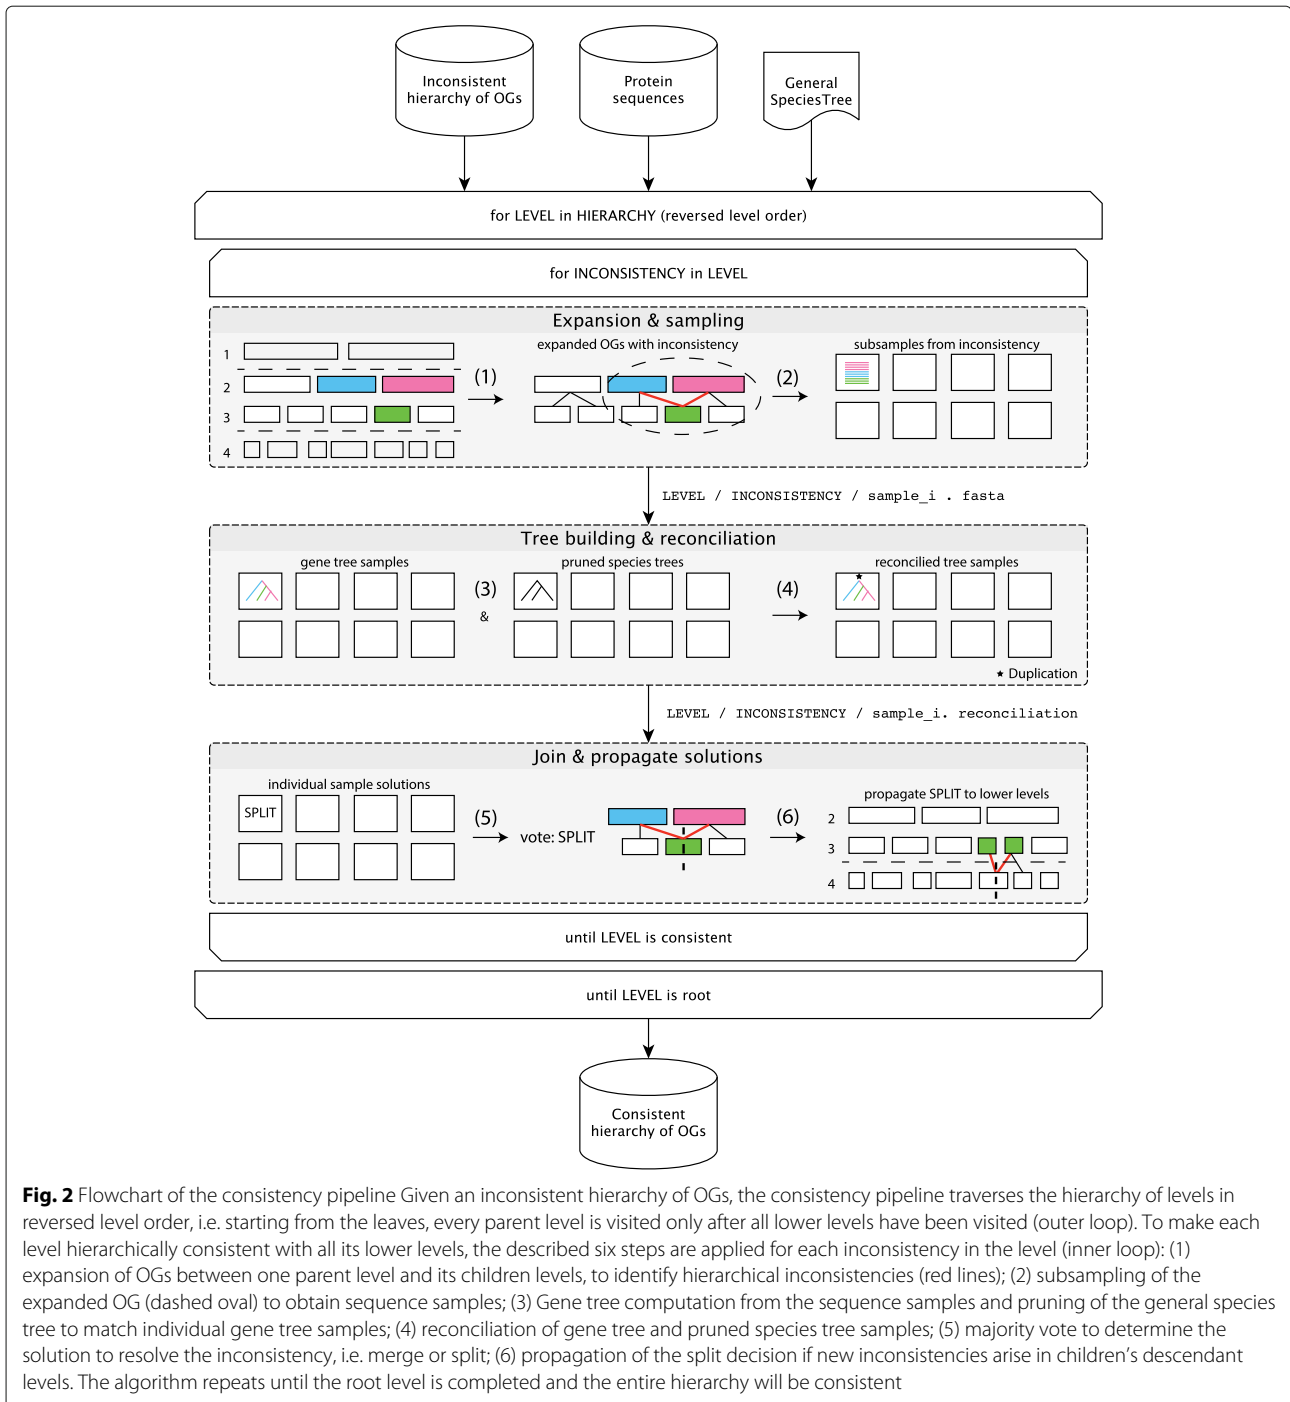 Inconsistent
hierarchy of OGs
Protein
sequences
General
SpeciesTree
for LEVEL in HIERARCHY (reversed level order)
for INCONSISTENCY in LEVEL
Expansion & sampling
expanded OGs with inconsistency
subsamples from inconsistency
1
2
3
4
(1)
(2)
LEVEL / INCONSISTENCY / sample_i . fasta
Tree building & reconciliation
gene tree samples
pruned species trees
reconcilied tree samples
(3)
&
(4)
★ Duplication
LEVEL / INCONSISTENCY / sample_i. reconciliation
Join & propagate solutions
individual sample solutions
propagate SPLIT to lower levels
SPLIT
(5)
vote: SPLIT
(6)
2
3
4
until LEVEL is consistent
until LEVEL is root
Consistent
hierarchy of OGs
Fig. 2 Flowchart of the consistency pipeline Given an inconsistent hierarchy of OGs, the consistency pipeline traverses the hierarchy of levels in
reversed level order, i.e. starting from the leaves, every parent level is visited only after all lower levels have been visited (outer loop). To make each
level hierarchically consistent with all its lower levels, the described six steps are applied for each inconsistency in the level (inner loop): (1)
expansion of OGs between one parent level and its children levels, to identify hierarchical inconsistencies (red lines); (2) subsampling of the
expanded OG (dashed oval) to obtain sequence samples; (3) Gene tree computation from the sequence samples and pruning of the general species
tree to match individual gene tree samples; (4) reconciliation of gene tree and pruned species tree samples; (5) majority vote to determine the
solution to resolve the inconsistency, i.e. merge or split; (6) propagation of the split decision if new inconsistencies arise in children's descendant
levels. The algorithm repeats until the root level is completed and the entire hierarchy will be consistent